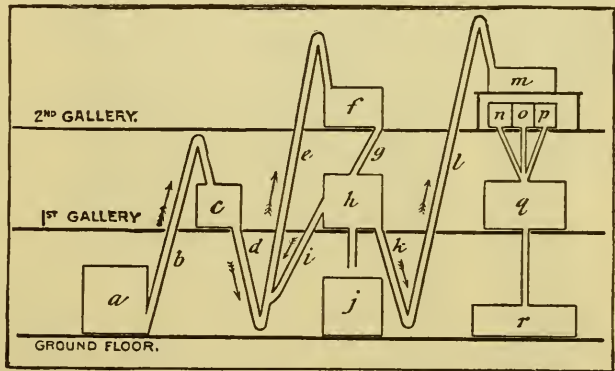 m
f
2ND GALLERY.
n o p
e
g
l
c
h
q
1ST GALLERY
b
d
i
k
a
j
r
GROUND FLOOR.